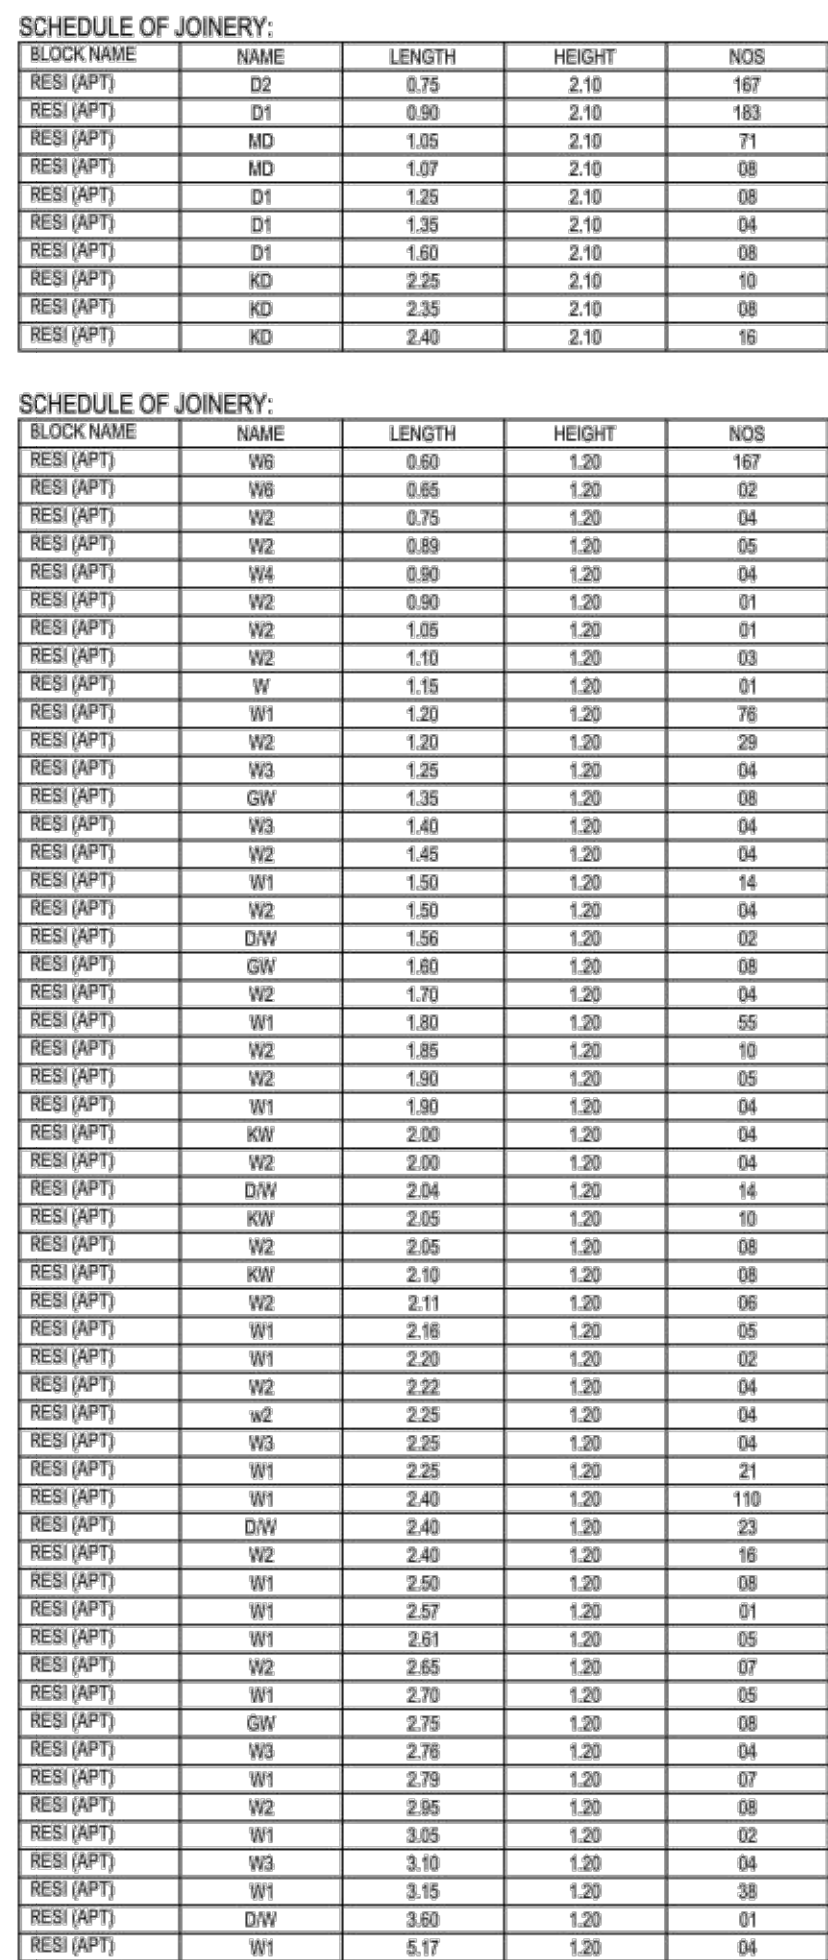 SCHEDULE OF JOINERY:
BLOCK NAME NAME LENGTH HEIGHT NOS
RESI (APT) D2 0.75 2.10 167
RESI (APT) D1 0.90 2.10 183
RESI (APT) MD 1.05 2.10 71
RESI (APT) MD 1.07 2.10 08
RESI (APT) D1 1.25 2.10 08
RESI (APT) D1 1.35 2.10 04
RESI (APT) D1 1.60 2.10 08
RESI (APT) KD 2.25 2.10 10
RESI (APT) KD 2.35 2.10 08
RESI (APT) KD 2.40 2.10 16
SCHEDULE OF JOINERY:
BLOCK NAME NAME LENGTH HEIGHT NOS
RESI (APT) W6 0.60 1.20 167
RESI (APT) W6 0.65 1.20 02
RESI (APT) W2 0.75 1.20 04
RESI (APT) W2 0.89 1.20 05
RESI (APT) W4 0.90 1.20 04
RESI (APT) W2 0.90 1.20 01
RESI (APT) W2 1.05 1.20 01
RESI (APT) W2 1.10 1.20 03
RESI (APT) W 1.15 1.20 01
RESI (APT) W1 1.20 1.20 76
RESI (APT) W2 1.20 1.20 29
RESI (APT) W3 1.25 1.20 04
RESI (APT) GW 1.35 1.20 08
RESI (APT) W3 1.40 1.20 04
RESI (APT) W2 1.45 1.20 04
RESI (APT) W1 1.50 1.20 14
RESI (APT) W2 1.50 1.20 04
RESI (APT) D/W 1.56 1.20 02
RESI (APT) GW 1.60 1.20 08
RESI (APT) W2 1.70 1.20 04
RESI (APT) W1 1.80 1.20 55
RESI (APT) W2 1.85 1.20 10
RESI (APT) W2 1.90 1.20 05
RESI (APT) W1 1.90 1.20 04
RESI (APT) KW 2.00 1.20 04
RESI (APT) W2 2.00 1.20 04
RESI (APT) D/W 2.04 1.20 14
RESI (APT) KW 2.05 1.20 10
RESI (APT) W2 2.05 1.20 08
RESI (APT) KW 2.10 1.20 08
RESI (APT) W2 2.11 1.20 06
RESI (APT) W1 2.16 1.20 05
RESI (APT) W1 2.20 1.20 02
RESI (APT) W2 2.22 1.20 04
RESI (APT) w2 2.25 1.20 04
RESI (APT) W3 2.25 1.20 04
RESI (APT) W1 2.25 1.20 21
RESI (APT) W1 2.40 1.20 110
RESI (APT) D/W 2.40 1.20 23
RESI (APT) W2 2.40 1.20 16
RESI (APT) W1 2.50 1.20 08
RESI (APT) W1 2.57 1.20 01
RESI (APT) W1 2.61 1.20 05
RESI (APT) W2 2.65 1.20 07
RESI (APT) W1 2.70 1.20 05
RESI (APT) GW 2.75 1.20 08
RESI (APT) W3 2.76 1.20 04
RESI (APT) W1 2.79 1.20 07
RESI (APT) W2 2.95 1.20 08
RESI (APT) W1 3.05 1.20 02
RESI (APT) W3 3.10 1.20 04
RESI (APT) W1 3.15 1.20 38
RESI (APT) D/W 3.60 1.20 01
RESI (APT) W1 5.17 1.20 04